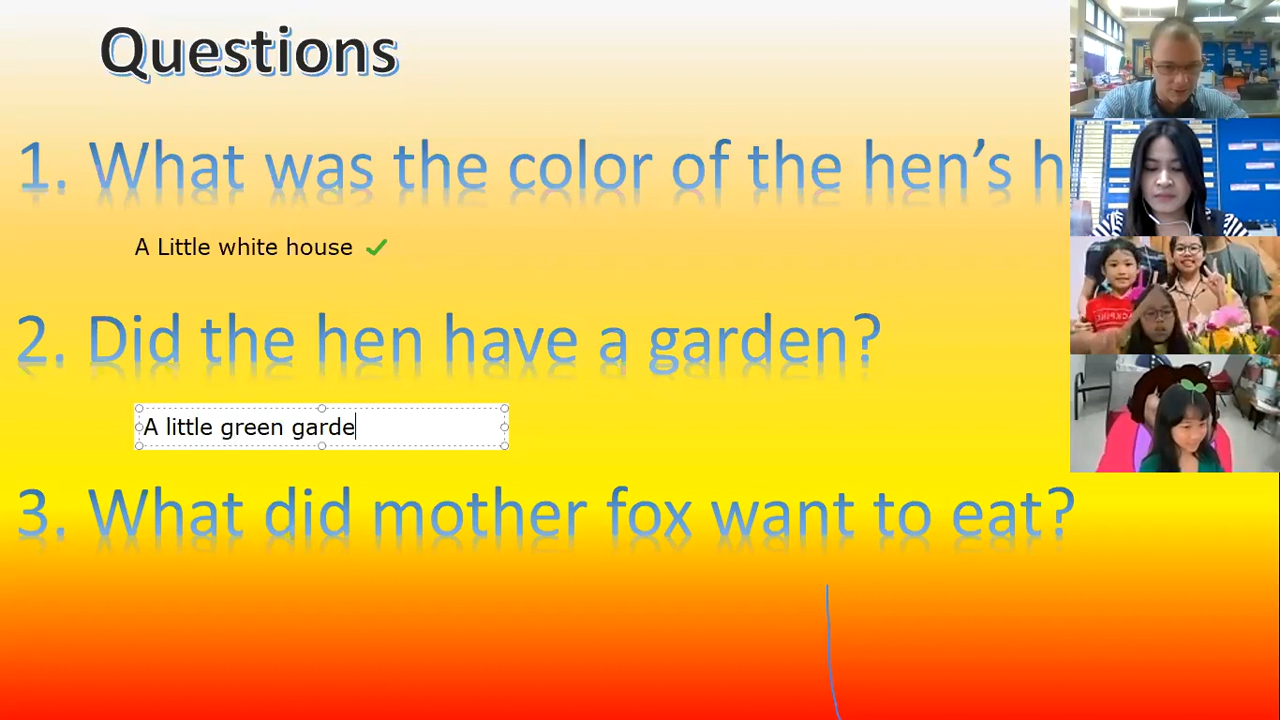 Questions
1. What was the color of the hen's h
A Little white house
2. Did the hen have a garden?
A little green garde
3. What did mother fox want to eat?